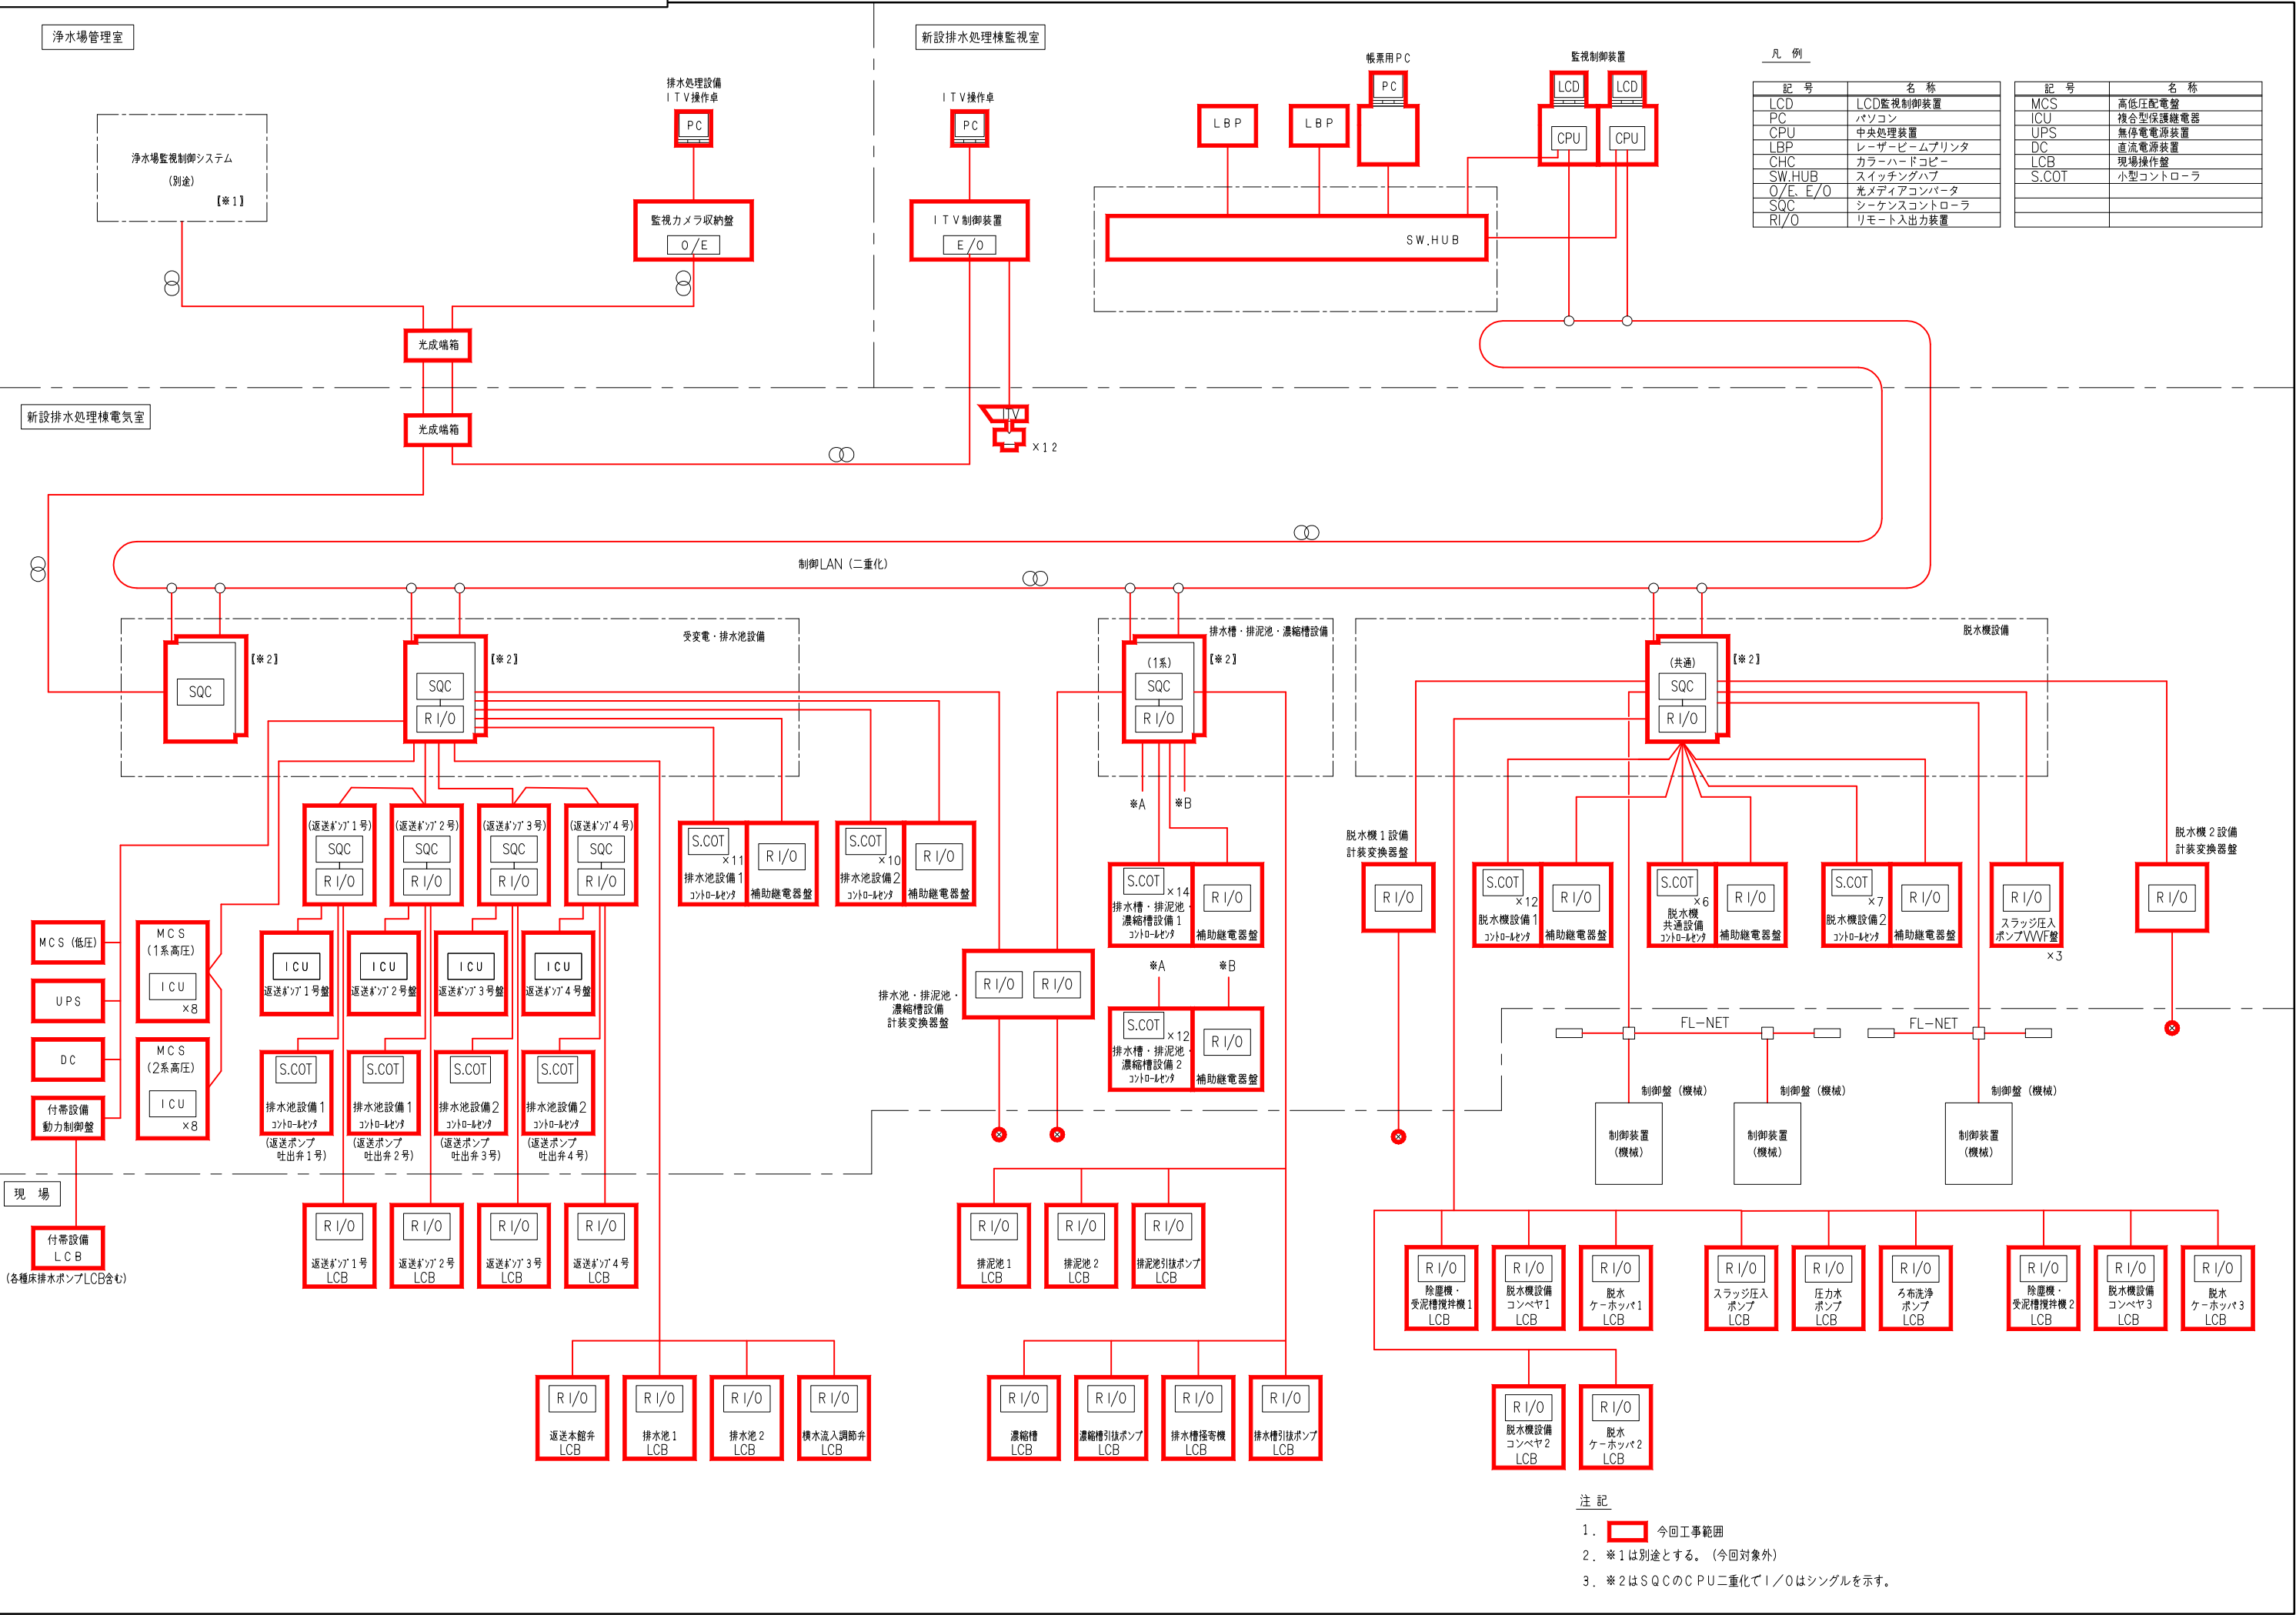 浄水場管理室
新設排水処理棟監視室
浄水場監視制御システム
(別途)
【※1】
排水処理設備
ITV操作卓
PC
監視カメラ収納盤
O/E
ITV操作卓
PC
ITV制御装置
E/O
LBP
LBP
帳票用PC
PC
監視制御装置
LCD
LCD
CPU
CPU
SW.HUB
凡 例
記 号 名 称
LCD LCD監視制御装置
PC パソコン
CPU 中央処理装置
LBP レーザービームプリンタ
CHC カラーハードコピー
SW.HUB スイッチングハブ
O/E、E/O 光メディアコンバータ
SQC シーケンスコントローラ
RI/O リモート入出力装置
記 号 名 称
MCS 高低圧配電盤
ICU 複合型保護継電器
UPS 無停電電源装置
DC 直流電源装置
LCB 現場操作盤
S.COT 小型コントローラ
光成端箱
新設排水処理棟電気室
光成端箱
ITV
×12
制御LAN(二重化)
受変電・排水池設備
SQC
【※2】
SQC
RI/O
【※2】
排水槽・排泥池・濃縮槽設備
(1系)
SQC
RI/O
【※2】
脱水機設備
(共通)
SQC
RI/O
【※2】
※A
※B
(返送ポンプ1号)
SQC
RI/O
(返送ポンプ2号)
SQC
RI/O
(返送ポンプ3号)
SQC
RI/O
(返送ポンプ4号)
SQC
RI/O
S.COT
×11
排水池設備1
コントロールセンタ
RI/O
補助継電器盤
S.COT
×10
排水池設備2
コントロールセンタ
RI/O
補助継電器盤
S.COT
×14
排水槽・排泥池・
濃縮槽設備1
コントロールセンタ
RI/O
補助継電器盤
脱水機1設備
計装変換器盤
RI/O
S.COT
×12
脱水機設備1
コントロールセンタ
RI/O
補助継電器盤
S.COT
×6
脱水機
共通設備
コントロールセンタ
RI/O
補助継電器盤
S.COT
×7
脱水機設備2
コントロールセンタ
RI/O
補助継電器盤
RI/O
スラッジ圧入
ポンプVVVF盤
×3
脱水機2設備
計装変換器盤
RI/O
MCS(低圧)
UPS
DC
付帯設備
動力制御盤
MCS
(1系高圧)
ICU
×8
MCS
(2系高圧)
ICU
×8
ICU
返送ポンプ1号盤
ICU
返送ポンプ2号盤
ICU
返送ポンプ3号盤
ICU
返送ポンプ4号盤
S.COT
排水池設備1
コントロールセンタ
(返送ポンプ
吐出弁1号)
S.COT
排水池設備1
コントロールセンタ
(返送ポンプ
吐出弁2号)
S.COT
排水池設備2
コントロールセンタ
(返送ポンプ
吐出弁3号)
S.COT
排水池設備2
コントロールセンタ
(返送ポンプ
吐出弁4号)
RI/O
RI/O
排水池・排泥池・
濃縮槽設備
計装変換器盤
※A
※B
S.COT
×12
排水槽・排泥池・
濃縮槽設備2
コントロールセンタ
RI/O
補助継電器盤
FL-NET
FL-NET
制御盤(機械)
制御装置
(機械)
制御盤(機械)
制御装置
(機械)
制御盤(機械)
制御装置
(機械)
現 場
付帯設備
LCB
(各種床排水ポンプLCB含む)
RI/O
返送ポンプ1号
LCB
RI/O
返送ポンプ2号
LCB
RI/O
返送ポンプ3号
LCB
RI/O
返送ポンプ4号
LCB
RI/O
排泥池1
LCB
RI/O
排泥池2
LCB
RI/O
排泥池引抜ポンプ
LCB
RI/O
除塵機・
受泥槽撹拌機1
LCB
RI/O
脱水機設備
コンベヤ1
LCB
RI/O
脱水
ケーホッパ1
LCB
RI/O
スラッジ圧入
ポンプ
LCB
RI/O
圧力水
ポンプ
LCB
RI/O
ろ布洗浄
ポンプ
LCB
RI/O
除塵機・
受泥槽撹拌機2
LCB
RI/O
脱水機設備
コンベヤ3
LCB
RI/O
脱水
ケーホッパ3
LCB
RI/O
返送本館弁
LCB
RI/O
排水池1
LCB
RI/O
排水池2
LCB
RI/O
横水流入調節弁
LCB
RI/O
濃縮槽
LCB
RI/O
濃縮槽引抜ポンプ
LCB
RI/O
排水槽掻寄機
LCB
RI/O
排水槽引抜ポンプ
LCB
RI/O
脱水機設備
コンベヤ2
LCB
RI/O
脱水
ケーホッパ2
LCB
注 記
1. 今回工事範囲
2. ※1は別途とする。(今回対象外)
3. ※2はSQCのCPU二重化でI/Oはシングルを示す。